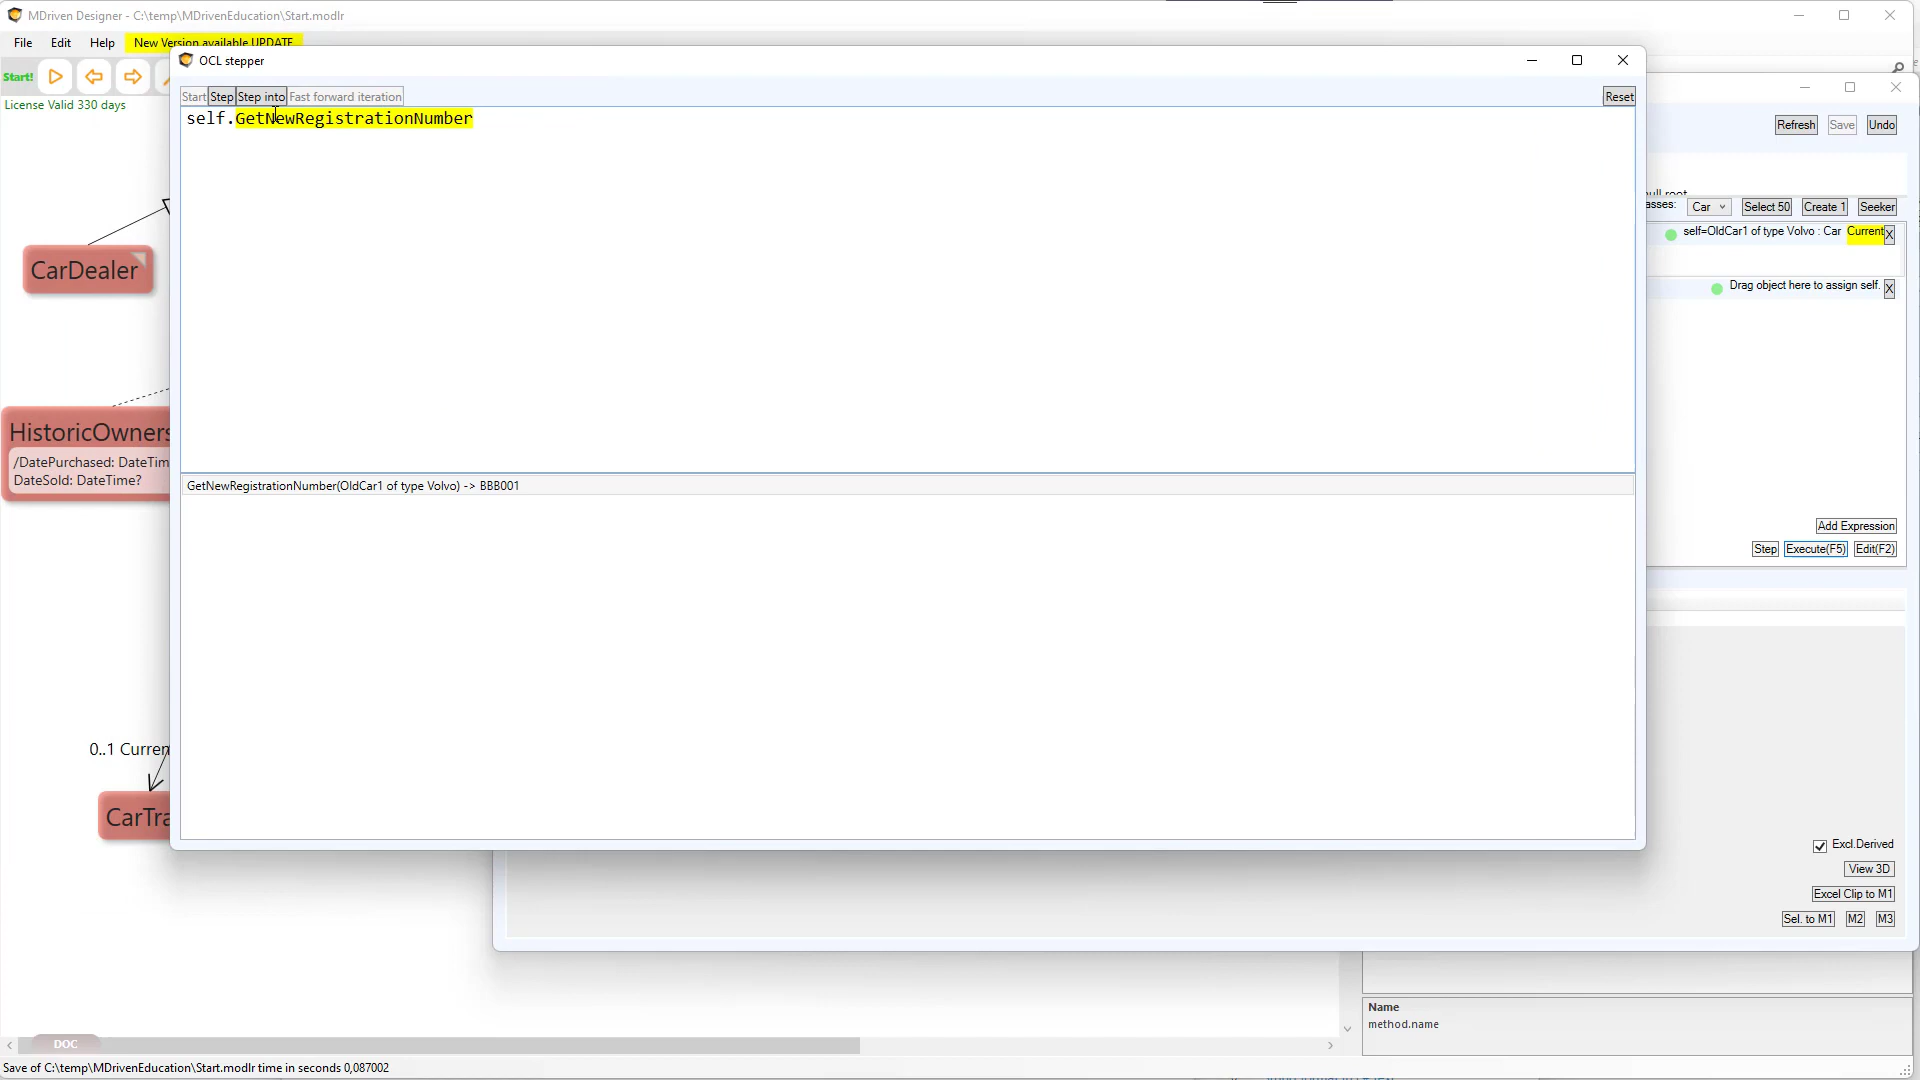 MDriven Designer - C:\temp\MDrivenEducation\Start.modlr
File Edit Help New Version available UPDATE
Start!
License Valid 330 days
OCL stepper
Start Step Step into Fast forward iteration Reset
self.GetNewRegistrationNumber
GetNewRegistrationNumber(OldCar1 of type Volvo) -> BBB001
CarDealer
HistoricOwners
/DatePurchased: DateTim
DateSold: DateTime?
0..1 Curren
CarTra
Refresh Save Undo
asses: Car Select 50 Create 1 Seeker
self=OldCar1 of type Volvo : Car Current X
Drag object here to assign self. X
Add Expression
Step Execute(F5) Edit(F2)
Excl.Derived
View 3D
Excel Clip to M1
Sel. to M1 M2 M3
Name
method.name
DOC
Save of C:\temp\MDrivenEducation\Start.modlr time in seconds 0,087002